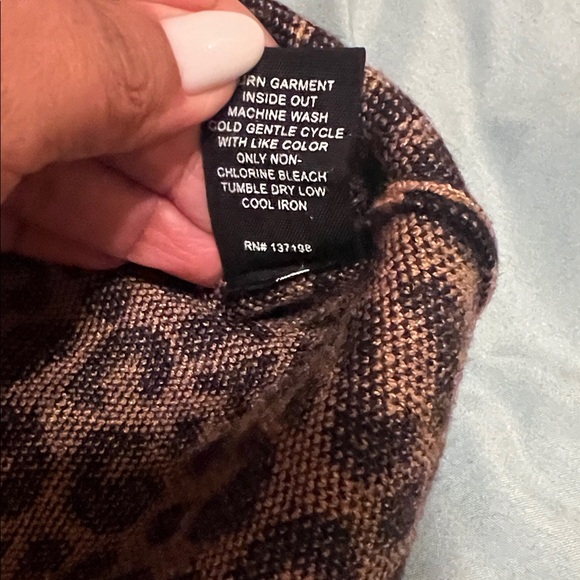 URN GARMENT
INSIDE OUT
MACHINE WASH
COLD GENTLE CYCLE
WITH LIKE COLOR
ONLY NON-
CHLORINE BLEACH
TUMBLE DRY LOW
COOL IRON
RN# 137198